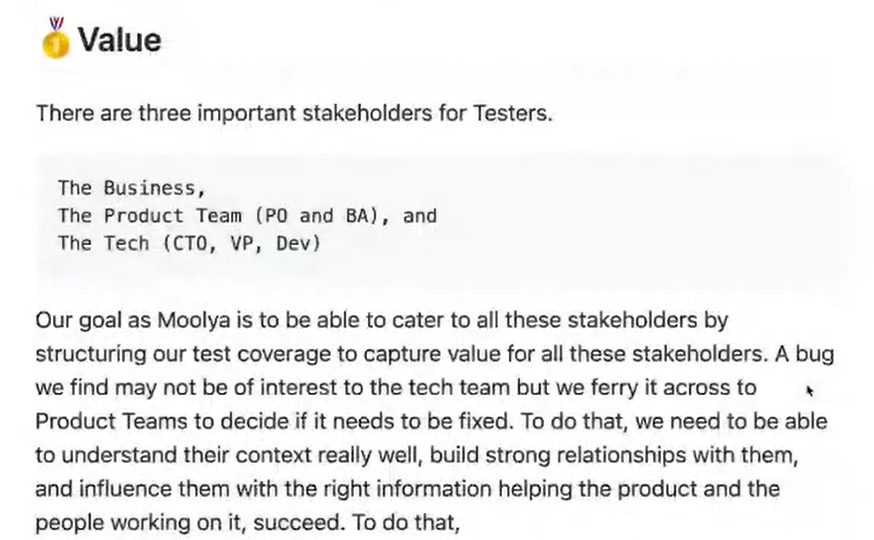 Value
There are three important stakeholders for Testers.
The Business,
The Product Team (PO and BA), and
The Tech (CTO, VP, Dev)
Our goal as Moolya is to be able to cater to all these stakeholders by
structuring our test coverage to capture value for all these stakeholders. A bug
we find may not be of interest to the tech team but we ferry it across to
Product Teams to decide if it needs to be fixed. To do that, we need to be able
to understand their context really well, build strong relationships with them,
and influence them with the right information helping the product and the
people working on it, succeed. To do that,